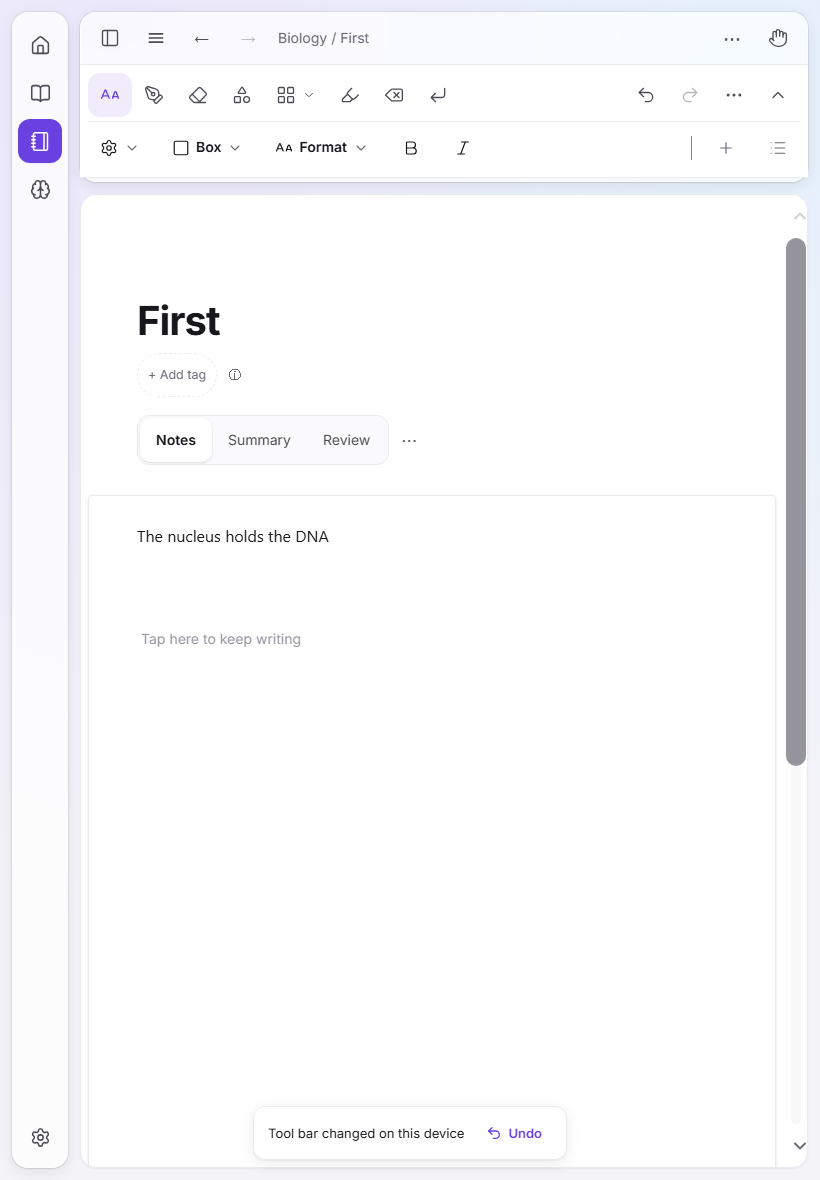 Biology / First
Box
Format
B
I
First
+ Add tag
Notes
Summary
Review
The nucleus holds the DNA
Tap here to keep writing
Tool bar changed on this device
Undo